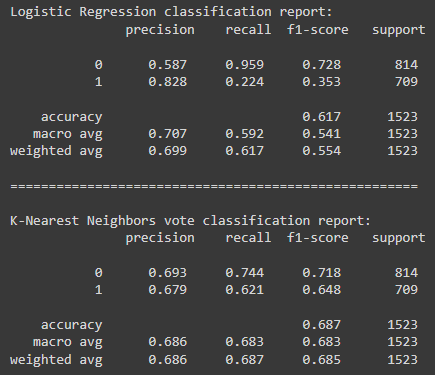 Logistic Regression classification report:
precision recall f1-score support
0 0.587 0.959 0.728 814
1 0.828 0.224 0.353 709
accuracy 0.617 1523
macro avg 0.707 0.592 0.541 1523
weighted avg 0.699 0.617 0.554 1523
=====================================================
K-Nearest Neighbors vote classification report:
precision recall f1-score support
0 0.693 0.744 0.718 814
1 0.679 0.621 0.648 709
accuracy 0.687 1523
macro avg 0.686 0.683 0.683 1523
weighted avg 0.686 0.687 0.685 1523